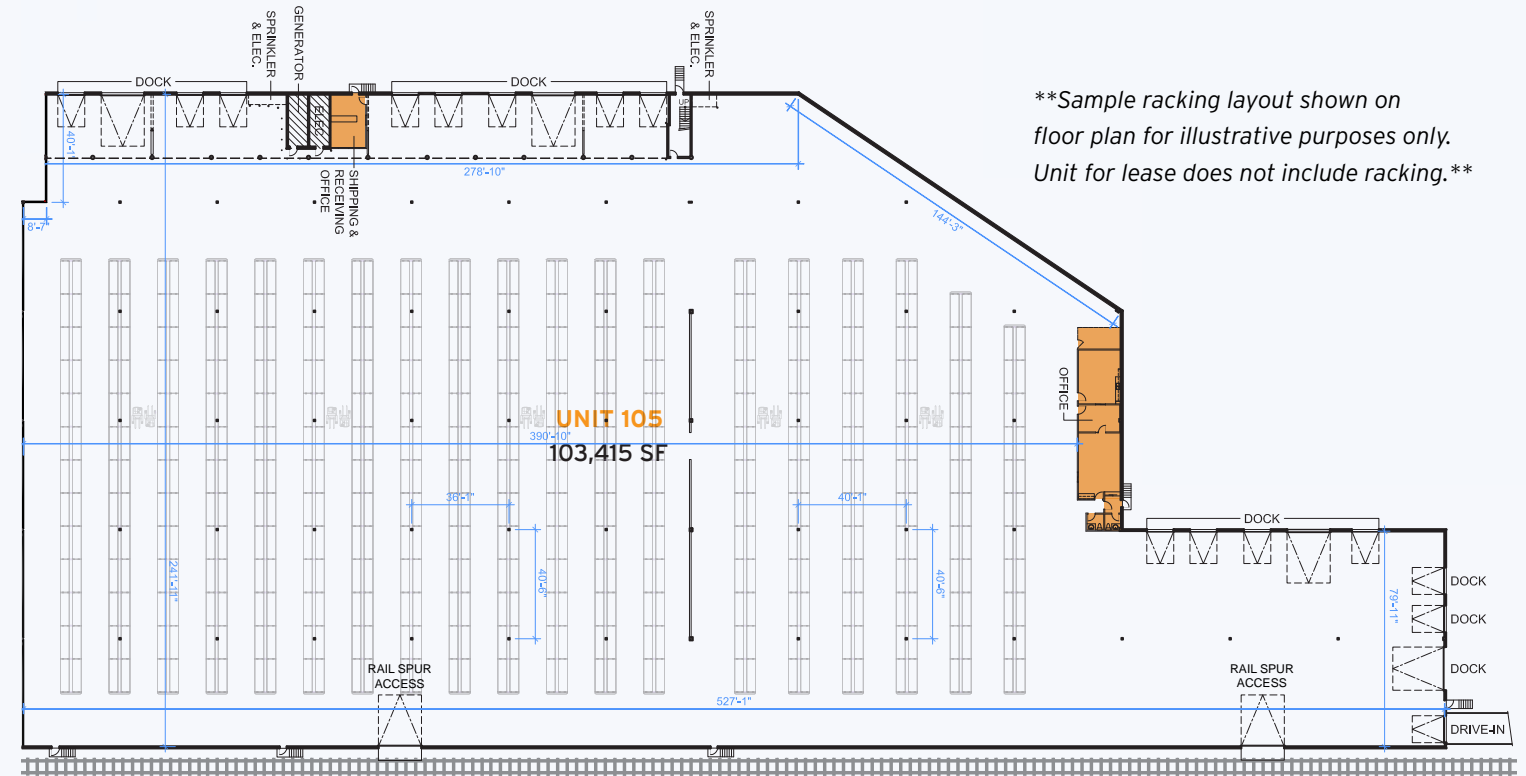 SPRINKLER
& ELEC.
GENERATOR
SPRINKLER
& ELEC.
DOCK
DOCK
ELEC
**Sample racking layout shown on
floor plan for illustrative purposes only.
Unit for lease does not include racking.**
40'-1"
278'-10"
SHIPPING &
RECEIVING
OFFICE
144'-3"
8'-7"
OFFICE
UNIT 105
390'-10"
103,415 SF
36'-1"
40'-1"
DOCK
241'-11"
40'-6"
40'-6"
79'-11"
DOCK
DOCK
DOCK
RAIL SPUR
ACCESS
RAIL SPUR
ACCESS
527'-1"
DRIVE-IN